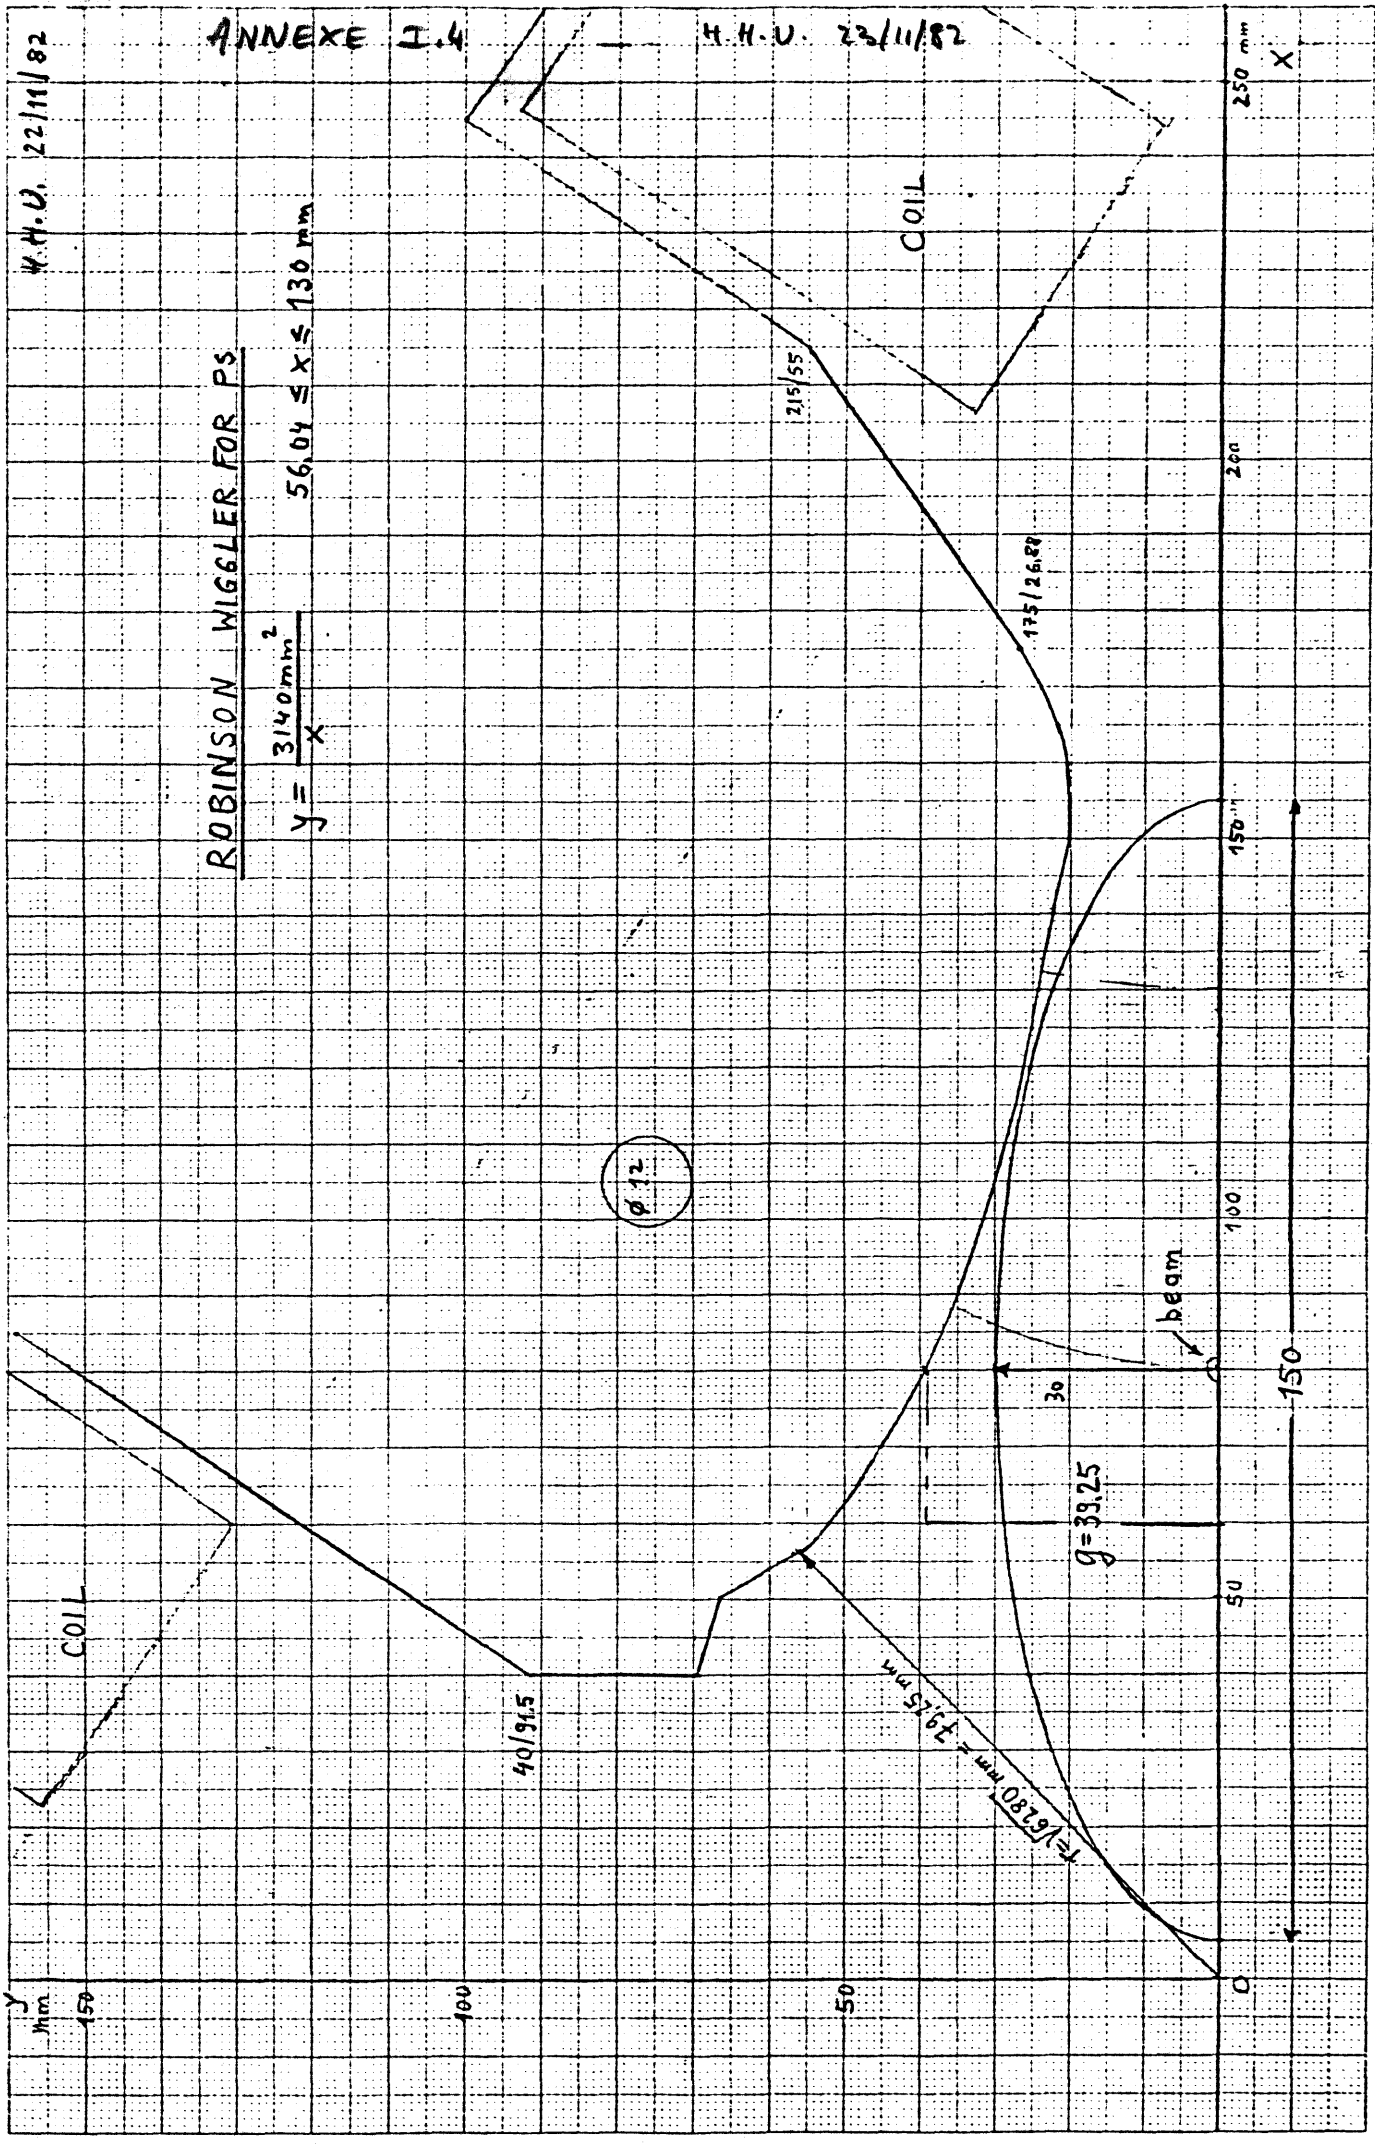 ANNEXE I.4
H.H.U. 23/11/82
H.H.U. 22/11/82
ROBINSON WIGGLER FOR PS
y = 3140mm² / x    56,04 ≤ x ≤ 130 mm
y
mm
150
100
50
0
50
100
150
200
250 mm
x
COIL
COIL
40/91.5
ø 12
215/55
175/26,88
r=√6280 mm = 79,25 mm
g=39,25
30
beam
150